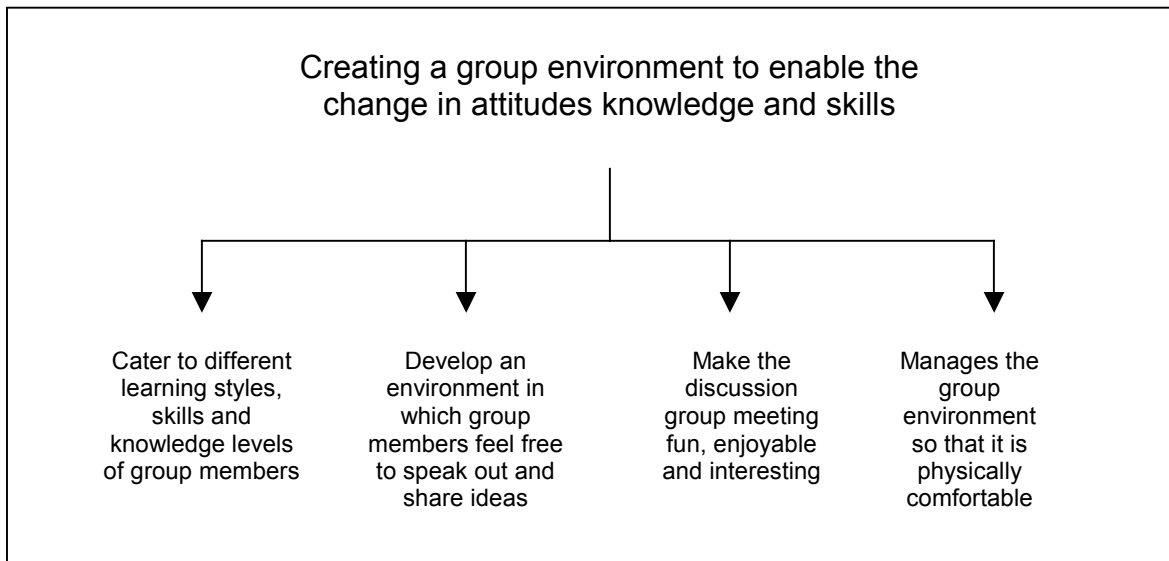 Creating a group environment to enable the
change in attitudes knowledge and skills
Cater to different
learning styles,
skills and
knowledge levels
of group members
Develop an
environment in
which group
members feel free
to speak out and
share ideas
Make the
discussion
group meeting
fun, enjoyable
and interesting
Manages the
group
environment
so that it is
physically
comfortable